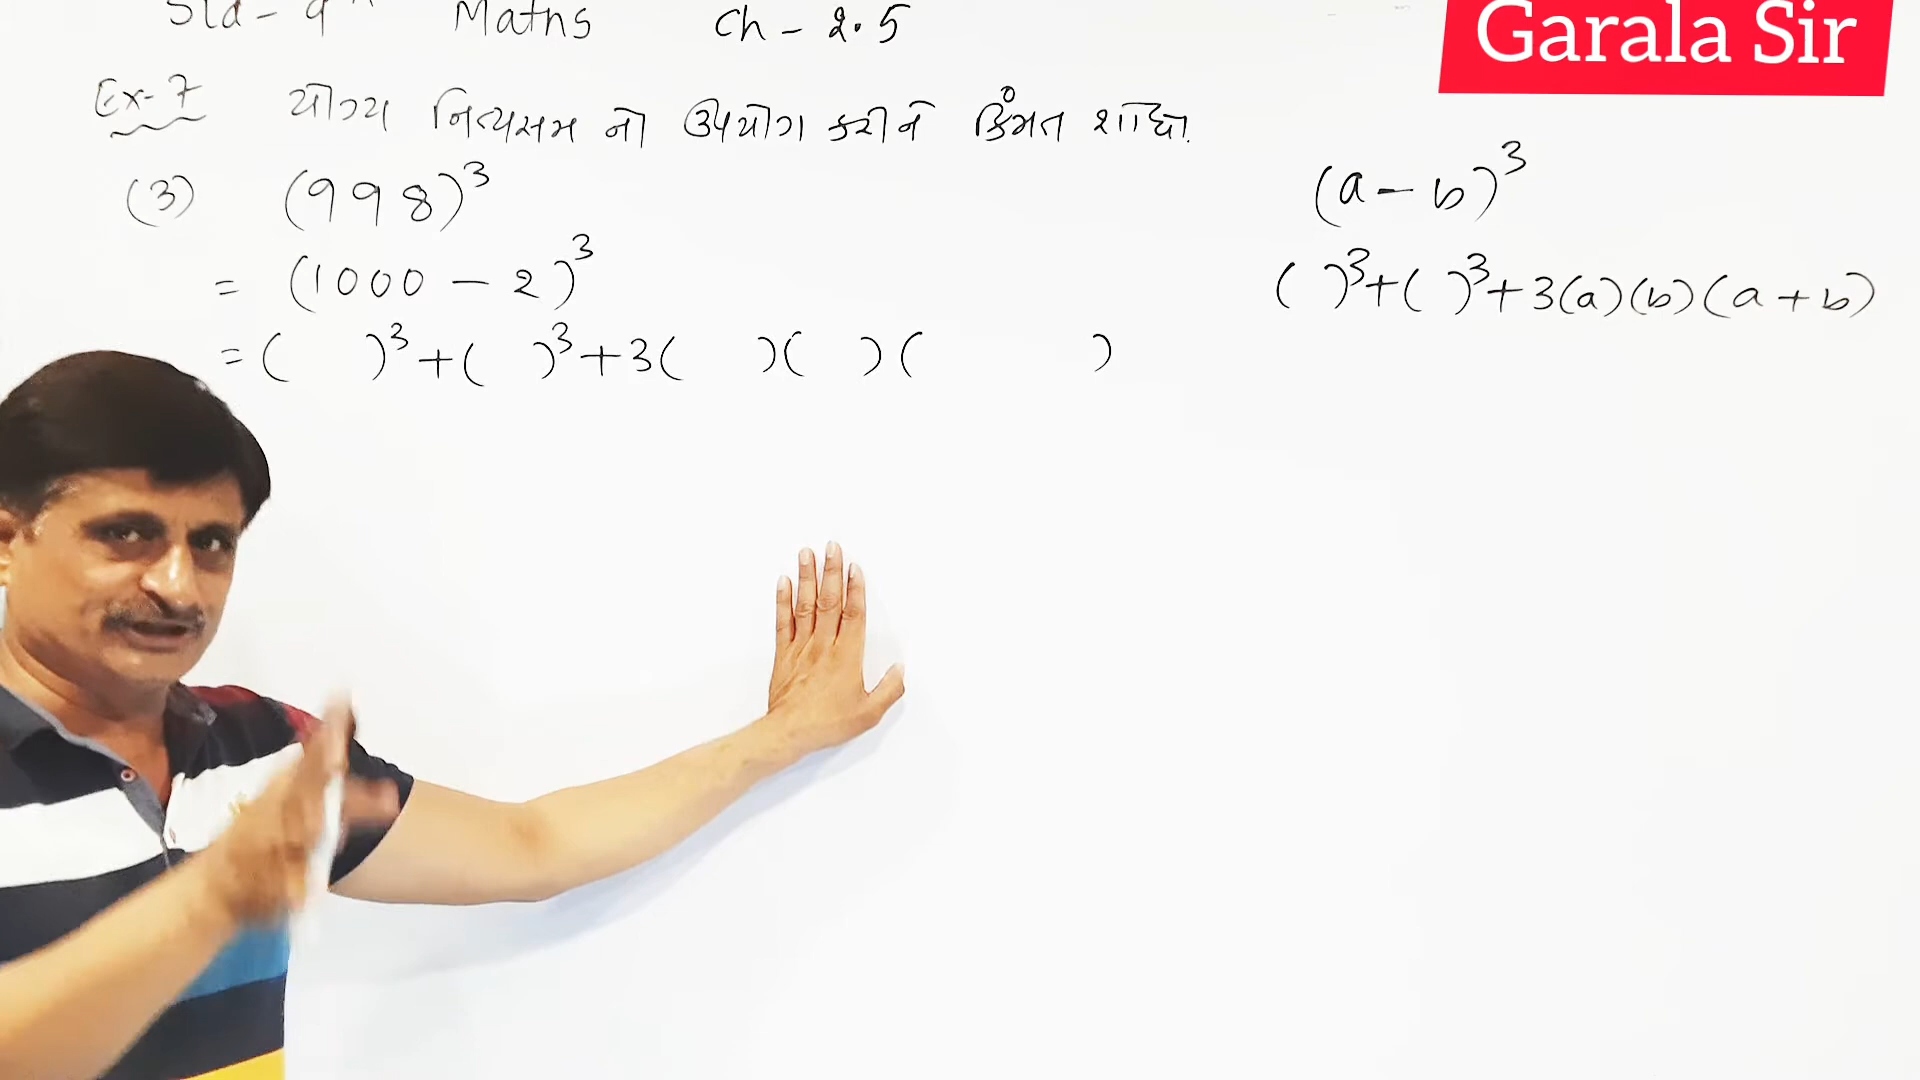 Std - 9th Maths Ch - 2.5
Garala Sir
Ex-7 યોગ્ય નિત્યસમ નો ઉપયોગ કરીને કિંમત શોધો.
(3) (998)³
= (1000 - 2)³
= ( )³+( )³+3( )( )( )
(a - b)³
( )³+( )³+3(a)(b)(a+b)